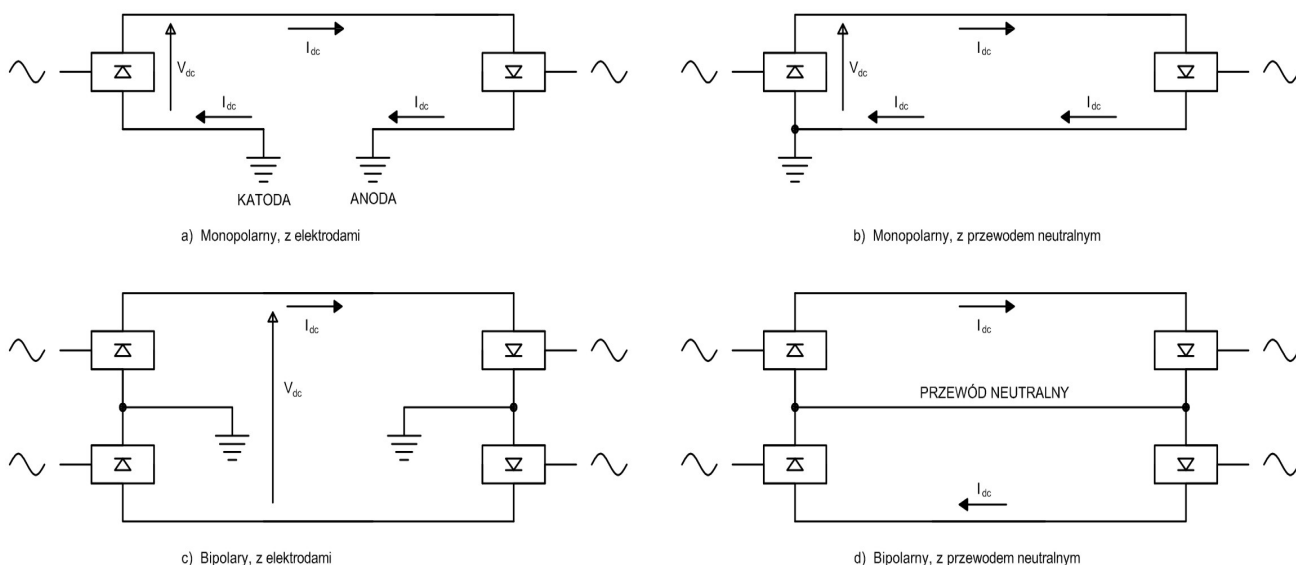 I_dc
V_dc
I_dc
I_dc
KATODA
ANODA
a) Monopolarny, z elektrodami
I_dc
V_dc
I_dc
I_dc
b) Monopolarny, z przewodem neutralnym
I_dc
V_dc
c) Bipolary, z elektrodami
I_dc
PRZEWÓD NEUTRALNY
I_dc
d) Bipolarny, z przewodem neutralnym